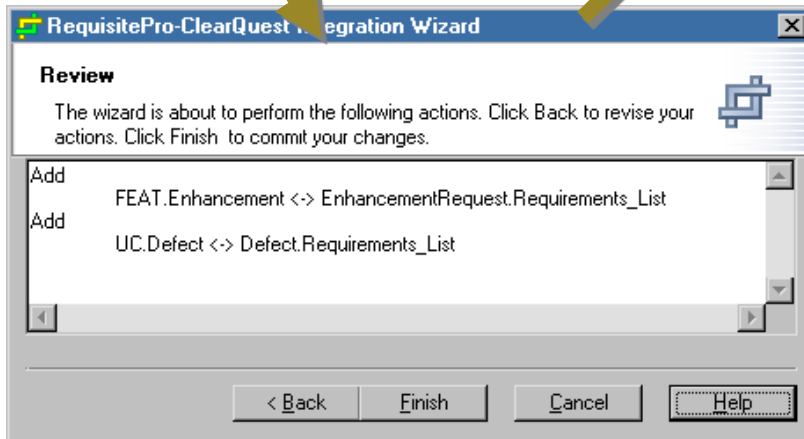 RequisitePro-ClearQuest Wizard
Review
The wizard is about to perform the following actions. Click Back to revise your
actions. Click Finish to commit your changes.
Add
FEAT.Enhancement <-> EnhancementRequest.Requirements_List
Add
UC.Defect <-> Defect.Requirements_List
< Back
Finish
Cancel
Help